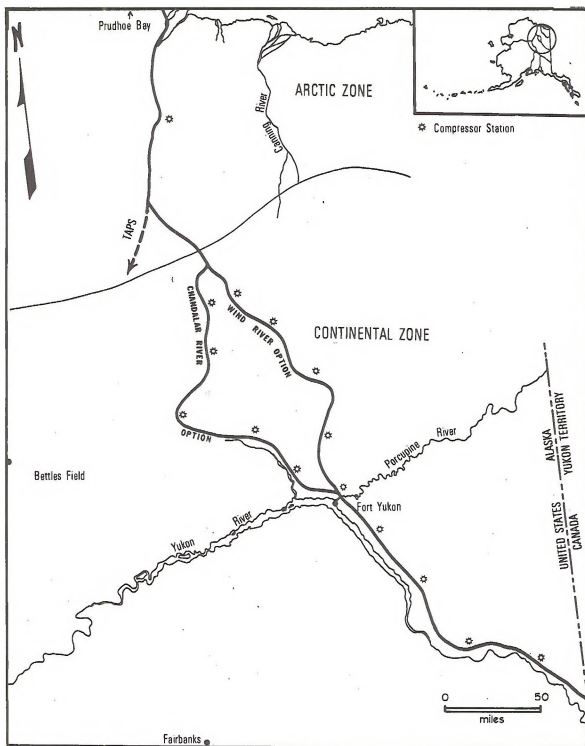 Prudhoe Bay
N
ARCTIC ZONE
Canning River
Compressor Station
TAPS
CHANDALAR RIVER
OPTION
WIND RIVER OPTION
CONTINENTAL ZONE
Porcupine River
ALASKA
YUKON TERRITORY
UNITED STATES
CANADA
Bettles Field
Fort Yukon
Yukon River
0 50
miles
Fairbanks